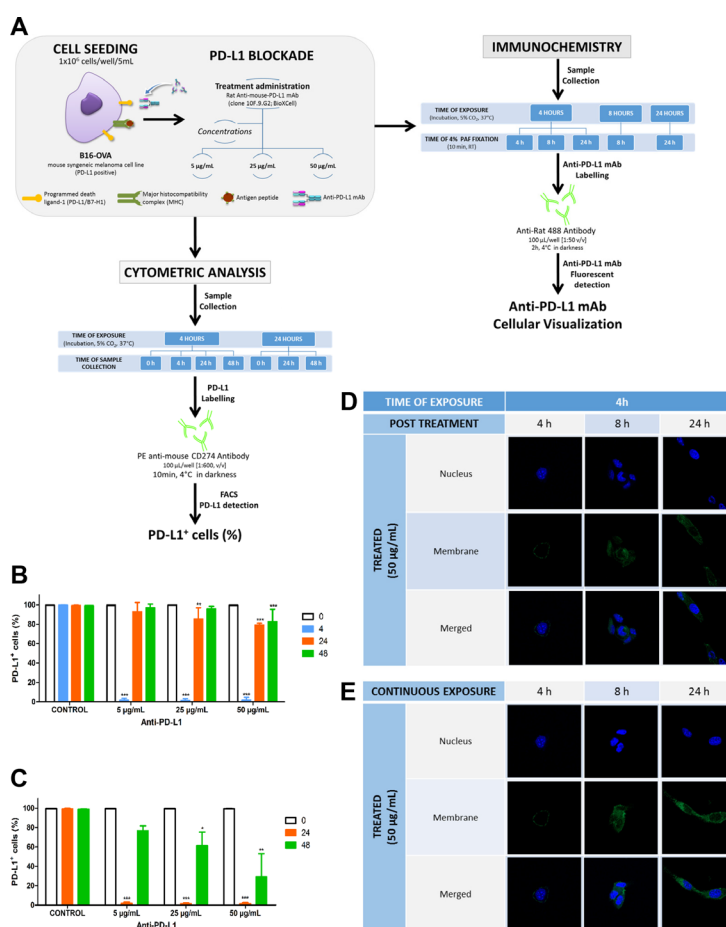 A
CELL SEEDING
1x10⁶ cells/well/5mL
B16-OVA
mouse syngeneic melanoma cell line
(PD-L1 positive)
PD-L1 BLOCKADE
Treatment administration
Rat Anti-mouse-PD-L1 mAb
(clone 10F.9.G2; BioXCell)
Concentrations
5 µg/mL
25 µg/mL
50 µg/mL
Programmed death
ligand-1 (PD-L1/B7-H1)
Major histocompatibility
complex (MHC)
Antigen peptide
Anti-PD-L1 mAb
IMMUNOCHEMISTRY
Sample
Collection
TIME OF EXPOSURE
(Incubation, 5% CO₂, 37°C)
4 HOURS
8 HOURS
24 HOURS
TIME OF 4% PAF FIXATION
(10 min, RT)
4 h
8 h
24 h
8 h
24 h
Anti-PD-L1 mAb
Labelling
Anti-Rat 488 Antibody
100 µL/well [1:50 v/v]
2h, 4°C in darkness
Anti-PD-L1 mAb
Fluorescent
detection
Anti-PD-L1 mAb
Cellular Visualization
CYTOMETRIC ANALYSIS
Sample
Collection
TIME OF EXPOSURE
(Incubation, 5% CO₂, 37°C)
4 HOURS
24 HOURS
TIME OF SAMPLE
COLLECTION
0 h
4 h
24 h
48 h
0 h
24 h
48 h
PD-L1
Labelling
PE anti-mouse CD274 Antibody
100 µL/well [1:600, v/v]
10min, 4°C in darkness
FACS
PD-L1 detection
PD-L1⁺ cells (%)
B
PD-L1⁺ cells (%)
100
80
60
40
20
0
***
***
**
***
***
***
0
4
24
48
CONTROL
5 µg/mL
25 µg/mL
50 µg/mL
Anti-PD-L1
C
PD-L1⁺ cells (%)
100
80
60
40
20
0
***
***
*
***
**
0
24
48
CONTROL
5 µg/mL
25 µg/mL
50 µg/mL
Anti-PD-L1
D
TIME OF EXPOSURE
4h
POST TREATMENT
4 h
8 h
24 h
TREATED
(50 µg/mL)
Nucleus
Membrane
Merged
E
CONTINUOUS EXPOSURE
4 h
8 h
24 h
TREATED
(50 µg/mL)
Nucleus
Membrane
Merged